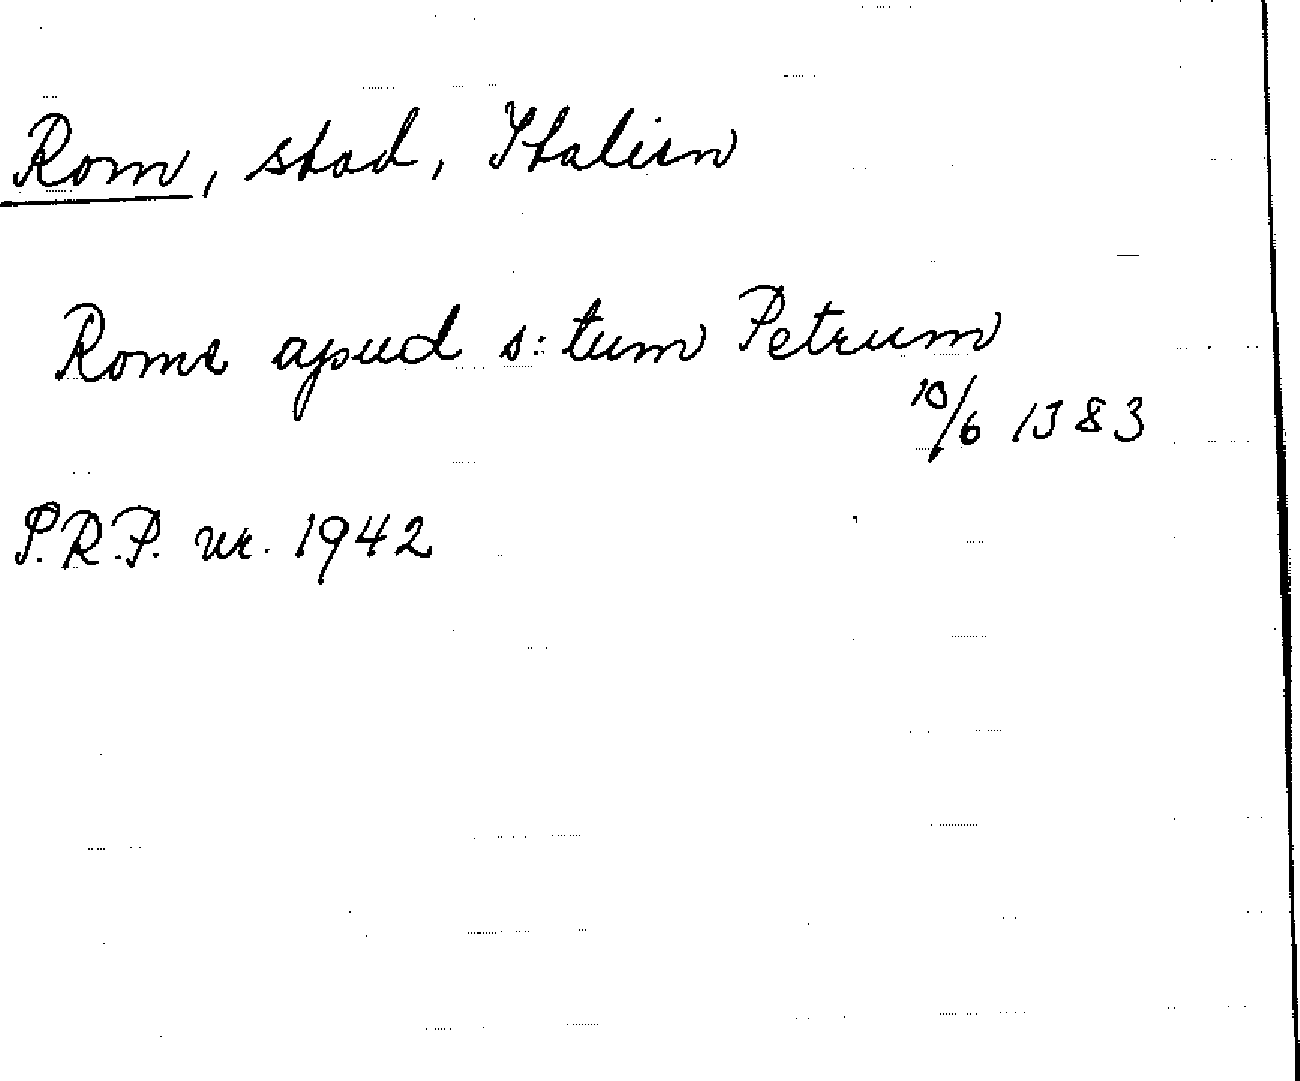 Rom, stad, Italien
Rome apud s:tum Petrum
10/6 1383
S.R.P. nr. 1942